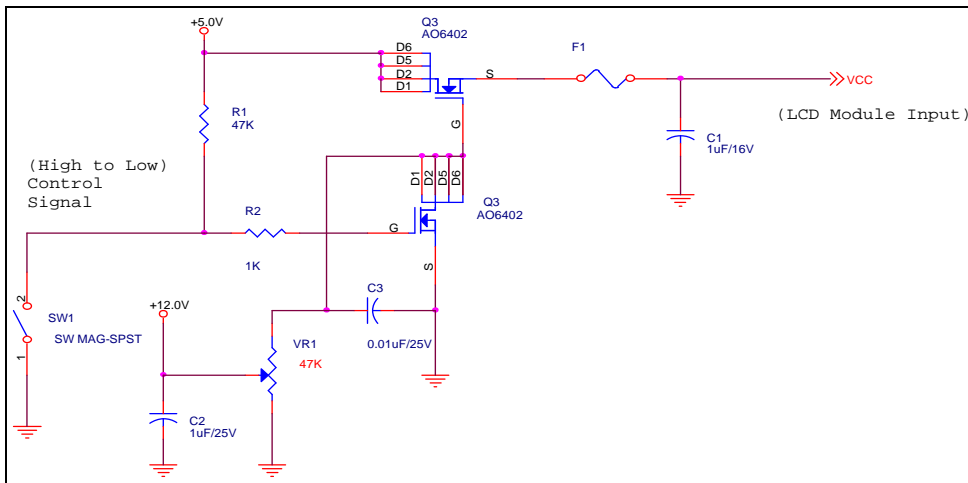 +5.0V
Q3
AO6402
D6
D5
D2
D1
S
G
F1
VCC
(LCD Module Input)
R1
47K
C1
1uF/16V
(High to Low)
Control
Signal
D1
D2
D5
D6
Q3
AO6402
R2
G
1K
S
2
SW1
SW MAG-SPST
1
+12.0V
C3
0.01uF/25V
VR1
47K
C2
1uF/25V